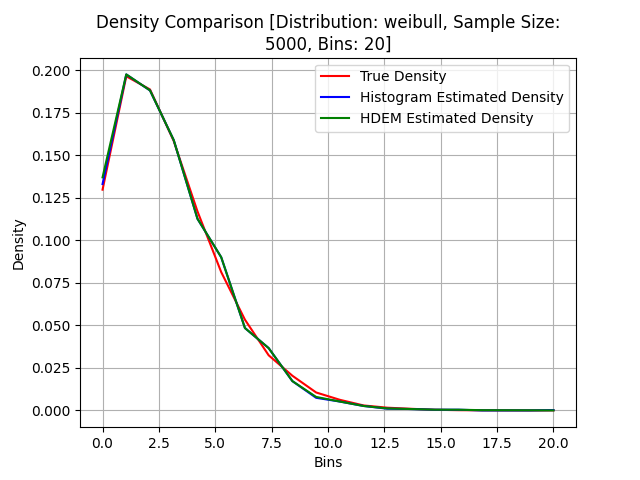 Density Comparison [Distribution: weibull, Sample Size:
5000, Bins: 20]
True Density
Histogram Estimated Density
HDEM Estimated Density
Density
0.200
0.175
0.150
0.125
0.100
0.075
0.050
0.025
0.000
0.0 2.5 5.0 7.5 10.0 12.5 15.0 17.5 20.0
Bins